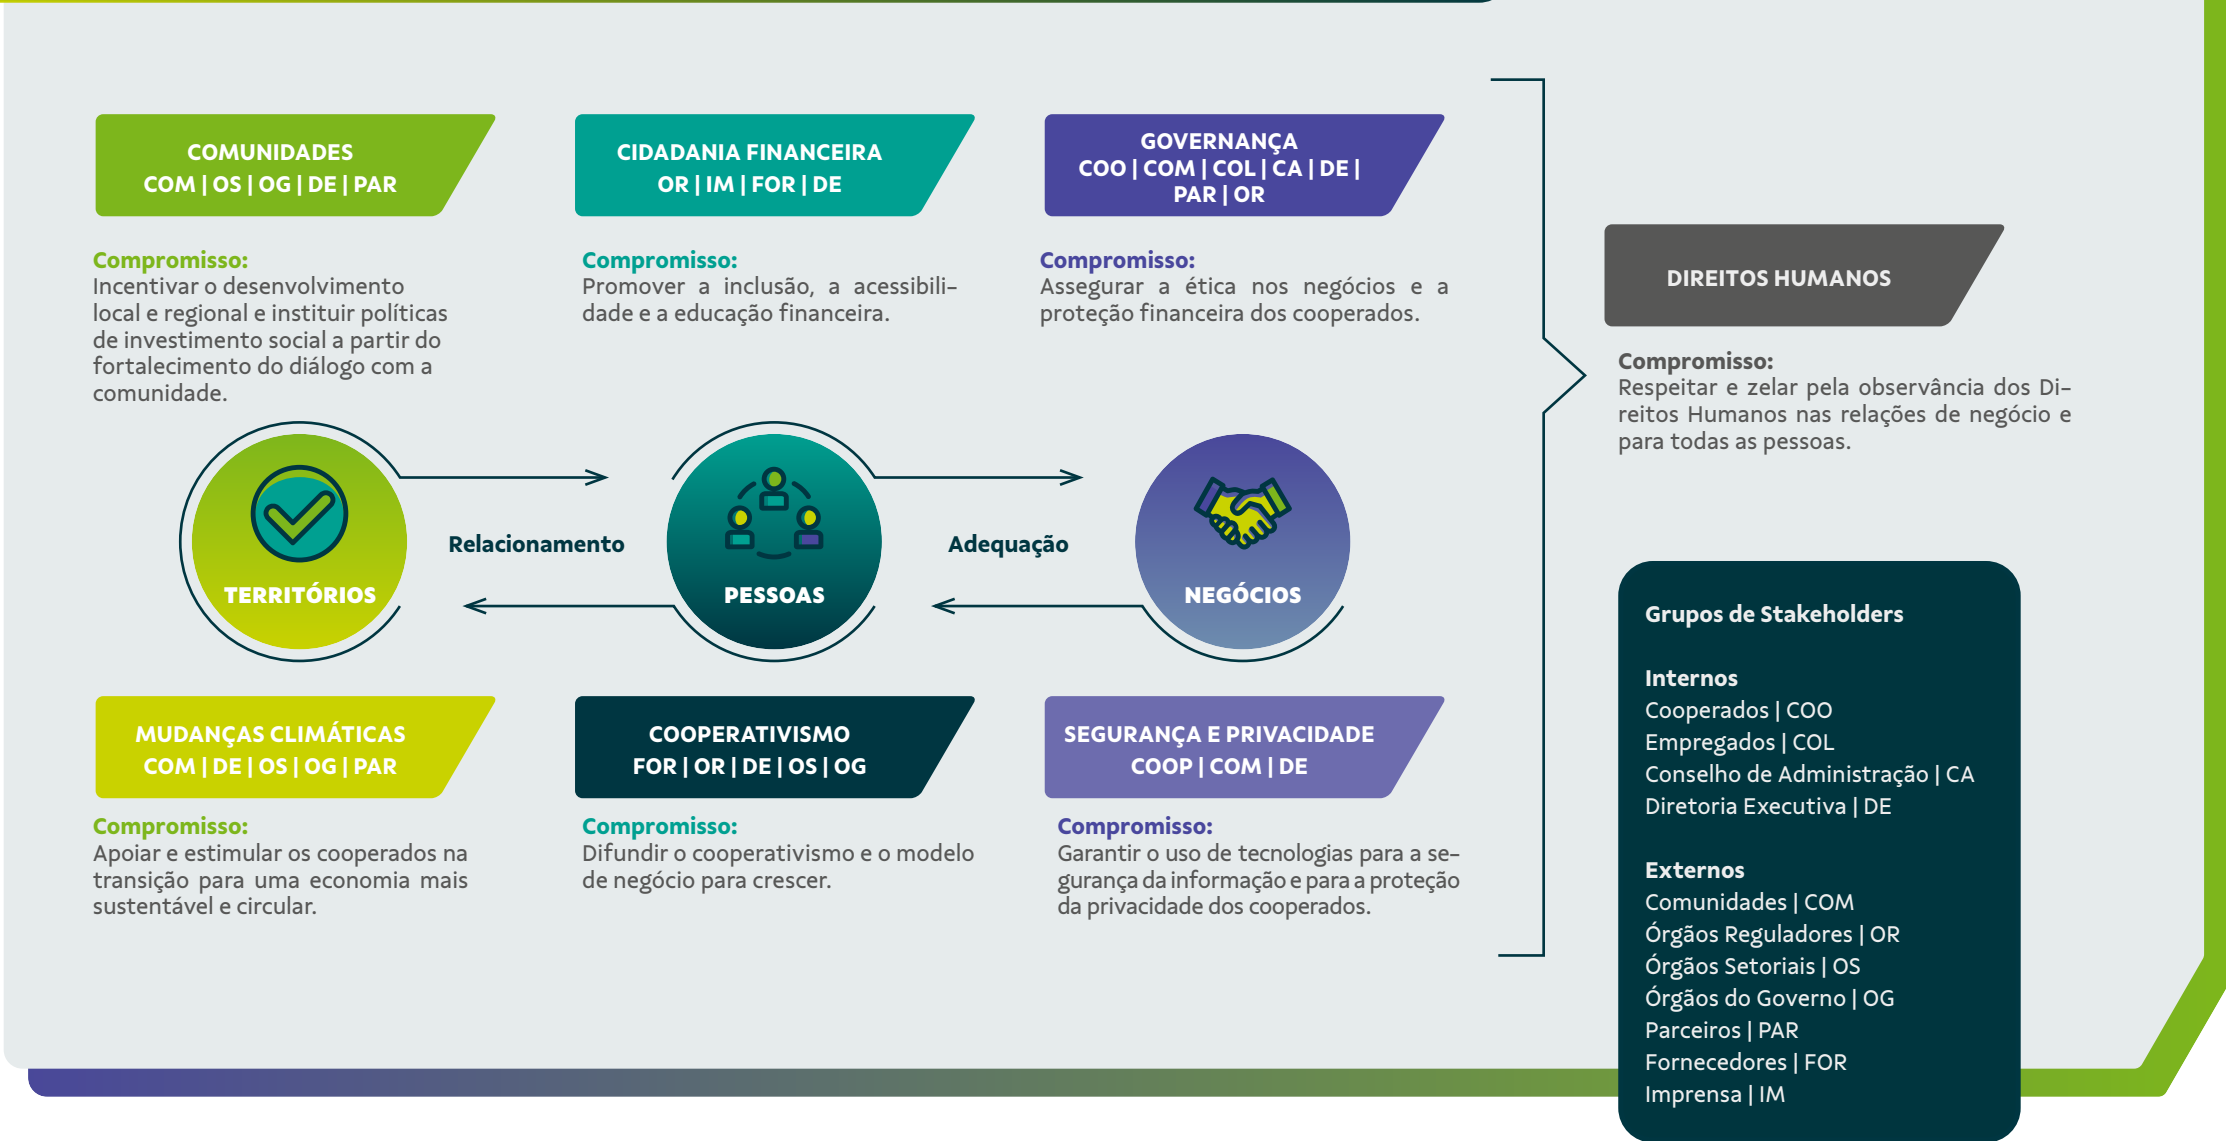 COMUNIDADES
COM | OS | OG | DE | PAR
Compromisso:
Incentivar o desenvolvimento
local e regional e instituir políticas
de investimento social a partir do
fortalecimento do diálogo com a
comunidade.
CIDADANIA FINANCEIRA
OR | IM | FOR | DE
Compromisso:
Promover a inclusão, a acessibili-
dade e a educação financeira.
GOVERNANÇA
COO | COM | COL | CA | DE |
PAR | OR
Compromisso:
Assegurar a ética nos negócios e a
proteção financeira dos cooperados.
TERRITÓRIOS
Relacionamento
PESSOAS
Adequação
NEGÓCIOS
MUDANÇAS CLIMÁTICAS
COM | DE | OS | OG | PAR
Compromisso:
Apoiar e estimular os cooperados na
transição para uma economia mais
sustentável e circular.
COOPERATIVISMO
FOR | OR | DE | OS | OG
Compromisso:
Difundir o cooperativismo e o modelo
de negócio para crescer.
SEGURANÇA E PRIVACIDADE
COOP | COM | DE
Compromisso:
Garantir o uso de tecnologias para a se-
gurança da informação e para a proteção
da privacidade dos cooperados.
DIREITOS HUMANOS
Compromisso:
Respeitar e zelar pela observância dos Di-
reitos Humanos nas relações de negócio e
para todas as pessoas.
Grupos de Stakeholders
Internos
Cooperados | COO
Empregados | COL
Conselho de Administração | CA
Diretoria Executiva | DE
Externos
Comunidades | COM
Órgãos Reguladores | OR
Órgãos Setoriais | OS
Órgãos do Governo | OG
Parceiros | PAR
Fornecedores | FOR
Imprensa | IM